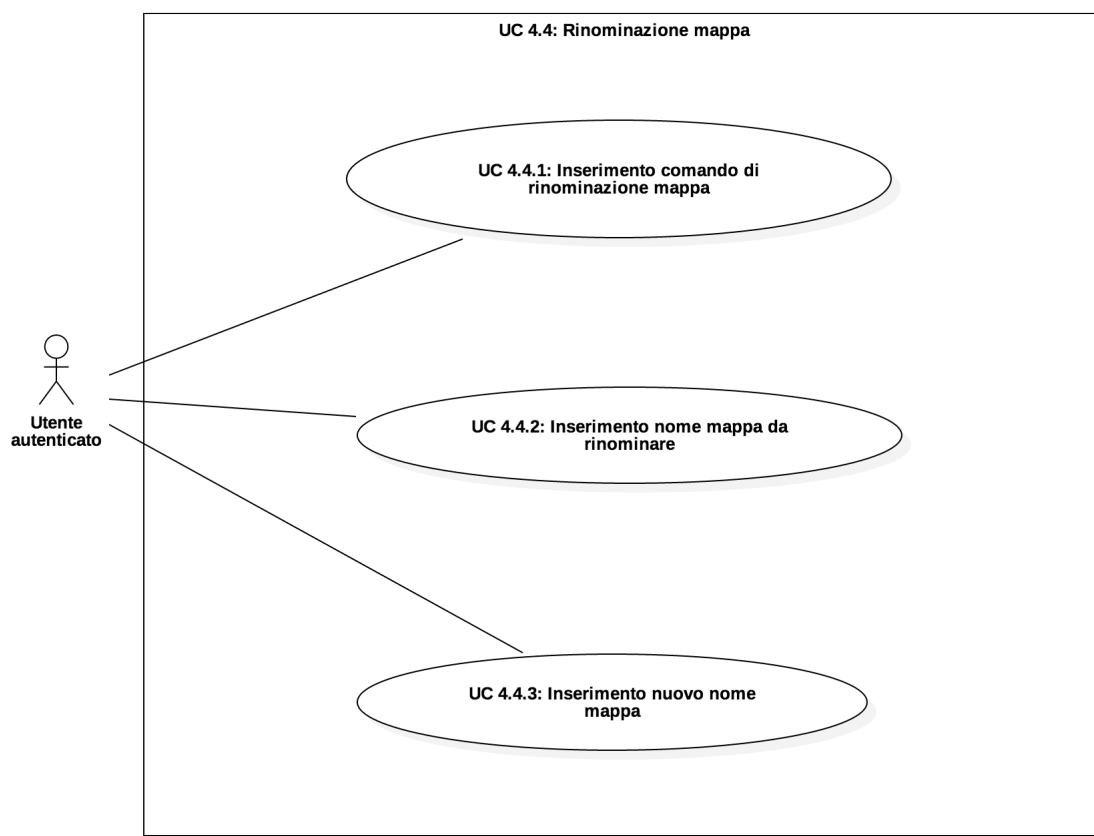 UC 4.4: Rinominazione mappa
UC 4.4.1: Inserimento comando di
rinominazione mappa
Utente
autenticato
UC 4.4.2: Inserimento nome mappa da
rinominare
UC 4.4.3: Inserimento nuovo nome
mappa